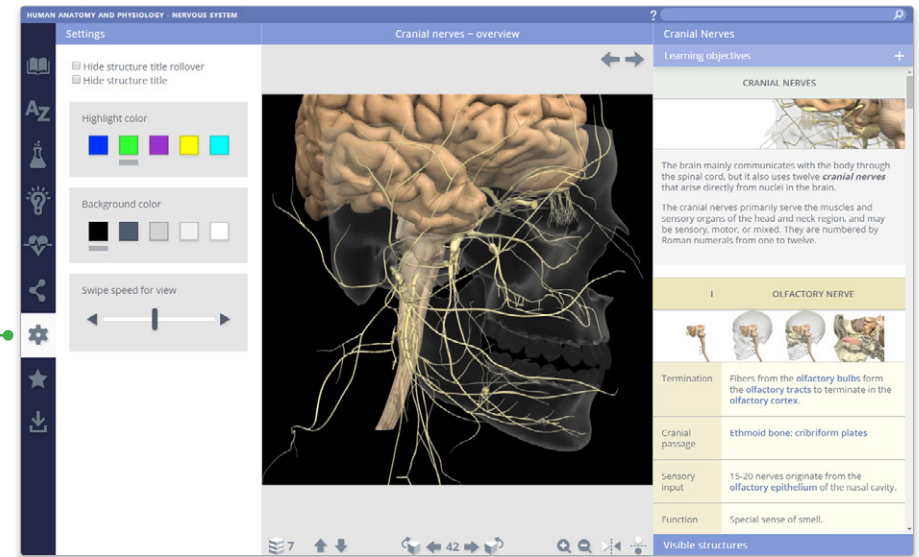 HUMAN ANATOMY AND PHYSIOLOGY - NERVOUS SYSTEM
?
Settings
Cranial nerves – overview
Cranial Nerves
Learning objectives +
Hide structure title rollover
Hide structure title
Highlight color
Background color
Swipe speed for view
AZ
7
42
CRANIAL NERVES
The brain mainly communicates with the body through
the spinal cord, but it also uses twelve cranial nerves
that arise directly from nuclei in the brain.
The cranial nerves primarily serve the muscles and
sensory organs of the head and neck region, and may
be sensory, motor, or mixed. They are numbered by
Roman numerals from one to twelve.
I OLFACTORY NERVE
Termination
Fibers from the olfactory bulbs form
the olfactory tracts to terminate in the
olfactory cortex.
Cranial
passage
Ethmoid bone: cribriform plates
Sensory
input
15-20 nerves originate from the
olfactory epithelium of the nasal cavity.
Function
Special sense of smell.
Visible structures